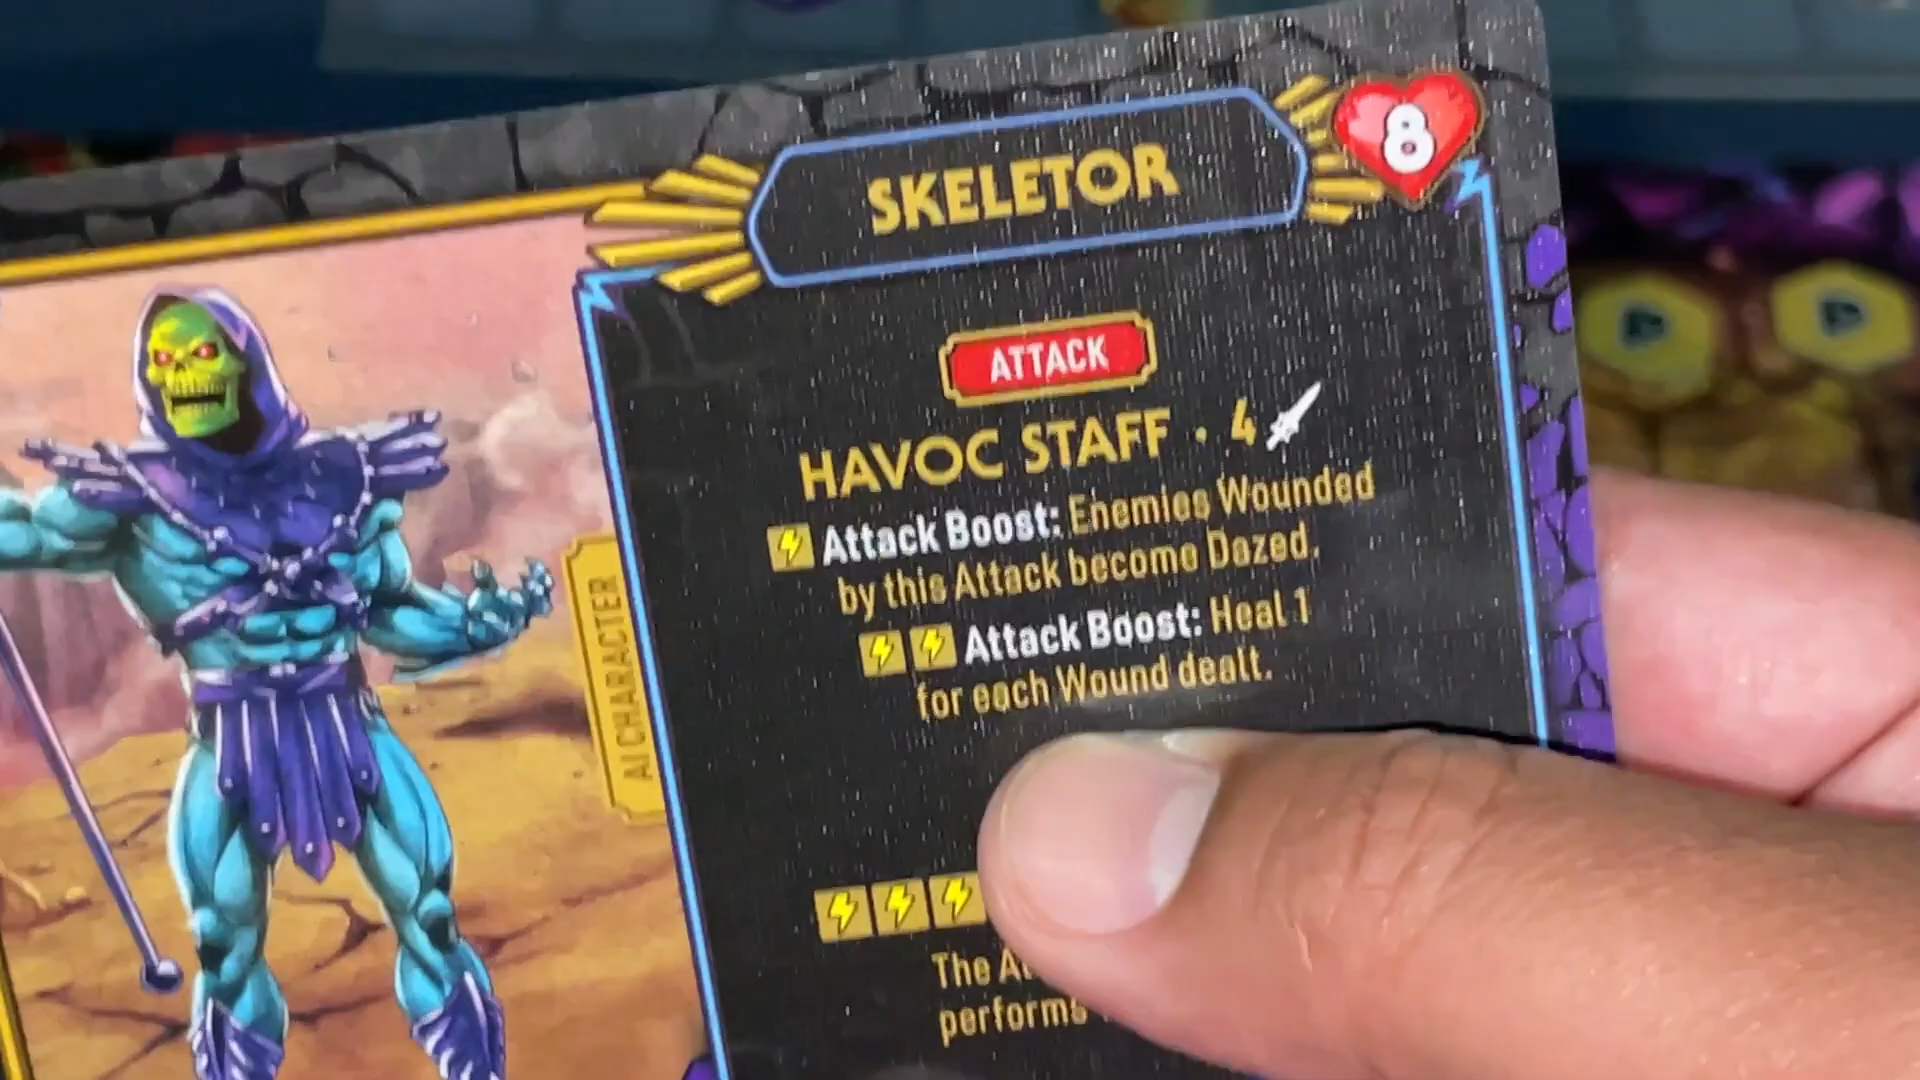 SKELETOR
8
ATTACK
HAVOC STAFF · 4
Attack Boost: Enemies Wounded
by this Attack become Dazed.
Attack Boost: Heal 1
for each Wound dealt.
The
performs
AI CHARACTER